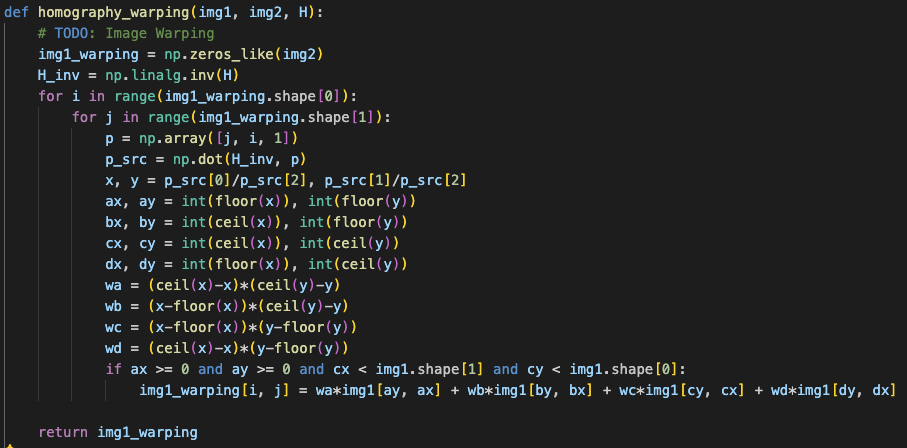 def homography_warping(img1, img2, H):
    # TODO: Image Warping
    img1_warping = np.zeros_like(img2)
    H_inv = np.linalg.inv(H)
    for i in range(img1_warping.shape[0]):
        for j in range(img1_warping.shape[1]):
            p = np.array([j, i, 1])
            p_src = np.dot(H_inv, p)
            x, y = p_src[0]/p_src[2], p_src[1]/p_src[2]
            ax, ay = int(floor(x)), int(floor(y))
            bx, by = int(ceil(x)), int(floor(y))
            cx, cy = int(ceil(x)), int(ceil(y))
            dx, dy = int(floor(x)), int(ceil(y))
            wa = (ceil(x)-x)*(ceil(y)-y)
            wb = (x-floor(x))*(ceil(y)-y)
            wc = (x-floor(x))*(y-floor(y))
            wd = (ceil(x)-x)*(y-floor(y))
            if ax >= 0 and ay >= 0 and cx < img1.shape[1] and cy < img1.shape[0]:
                img1_warping[i, j] = wa*img1[ay, ax] + wb*img1[by, bx] + wc*img1[cy, cx] + wd*img1[dy, dx]
    return img1_warping